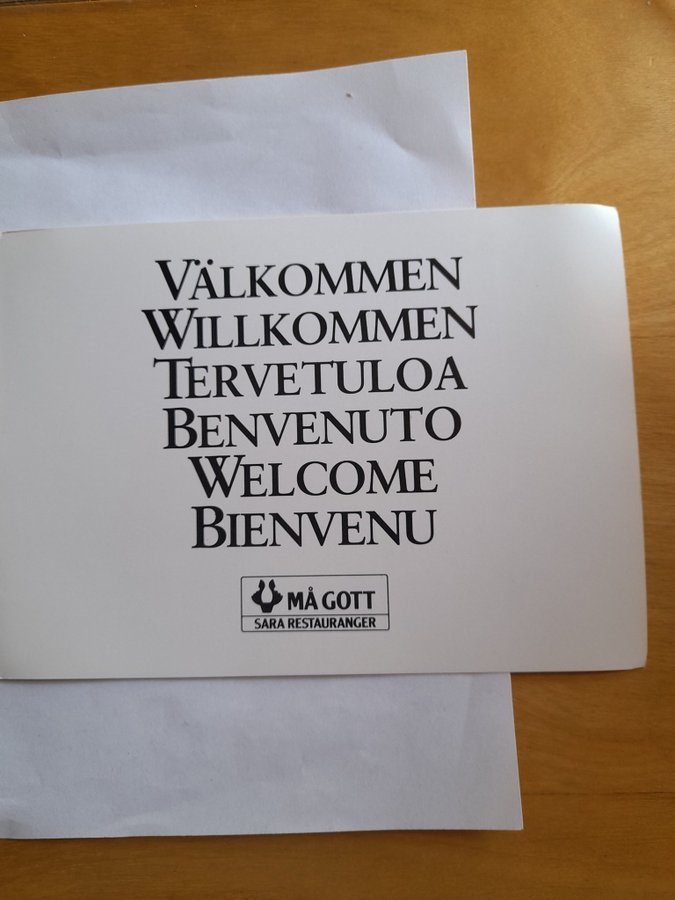 VÄLKOMMEN
WILLKOMMEN
TERVETULOA
BENVENUTO
WELCOME
BIENVENU
MÅ GOTT
SARA RESTAURANGER